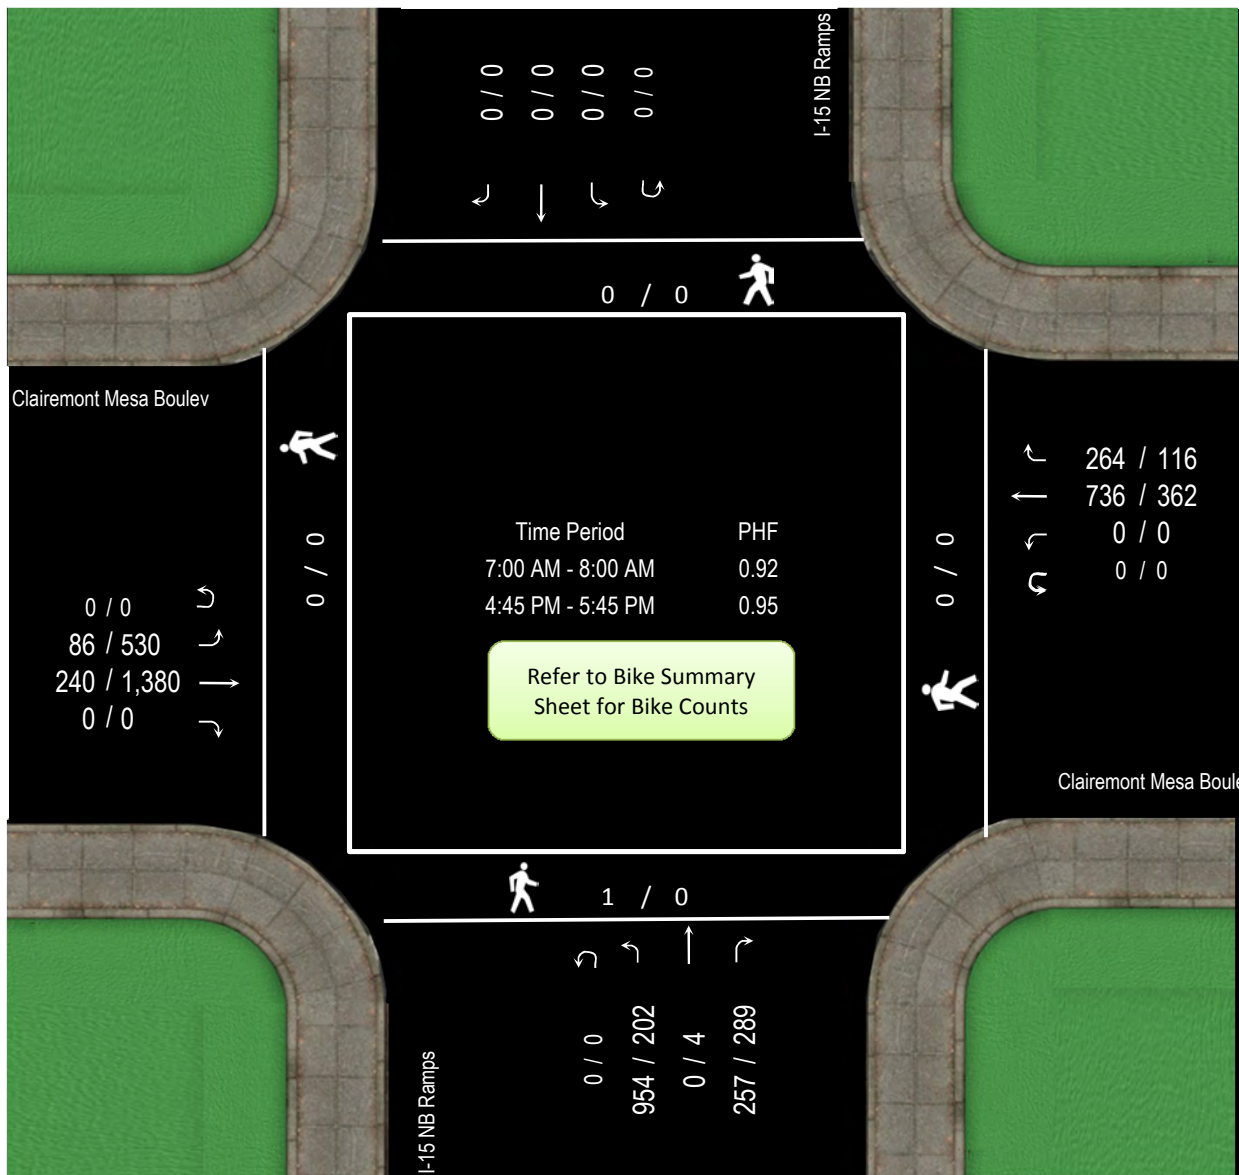 I-15 NB Ramps
0 / 0
0 / 0
0 / 0
0 / 0
0 / 0
Clairemont Mesa Boulev
0 / 0
0 / 0
86 / 530
240 / 1,380
0 / 0
Time Period PHF
7:00 AM - 8:00 AM 0.92
4:45 PM - 5:45 PM 0.95
Refer to Bike Summary
Sheet for Bike Counts
0 / 0
264 / 116
736 / 362
0 / 0
0 / 0
Clairemont Mesa Boule
1 / 0
0 / 0
954 / 202
0 / 4
257 / 289
I-15 NB Ramps